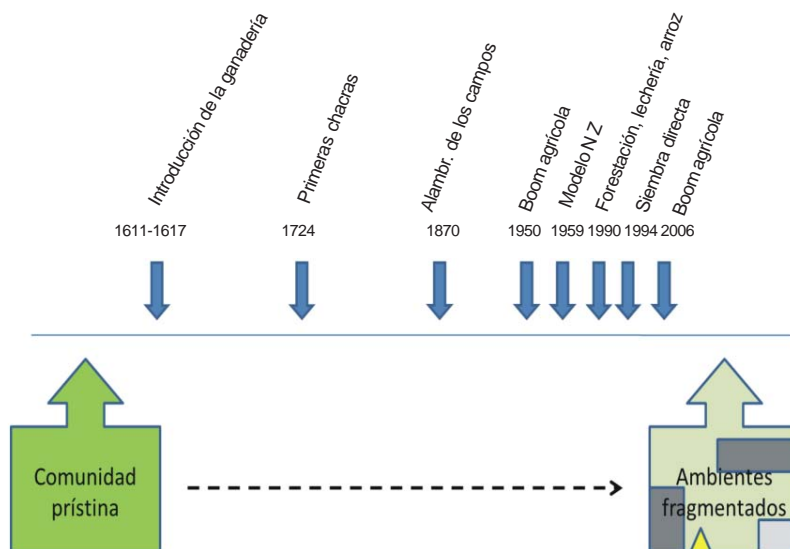 Introducción de la ganadería
Primeras chacras
Alambr. de los campos
Boom agrícola
Modelo N Z
Forestación, lechería, arroz
Siembra directa
Boom agrícola
1611-1617
1724
1870
1950
1959
1990
1994
2006
Comunidad
prístina
Ambientes
fragmentados